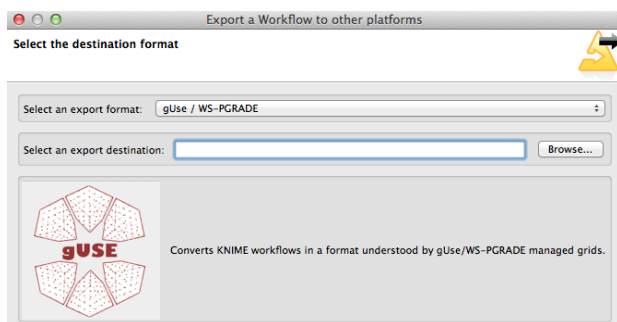 Export a Workflow to other platforms
Select the destination format
Select an export format: gUse / WS-PGRADE
Select an export destination: Browse...
gUSE
Converts KNIME workflows in a format understood by gUse/WS-PGRADE managed grids.